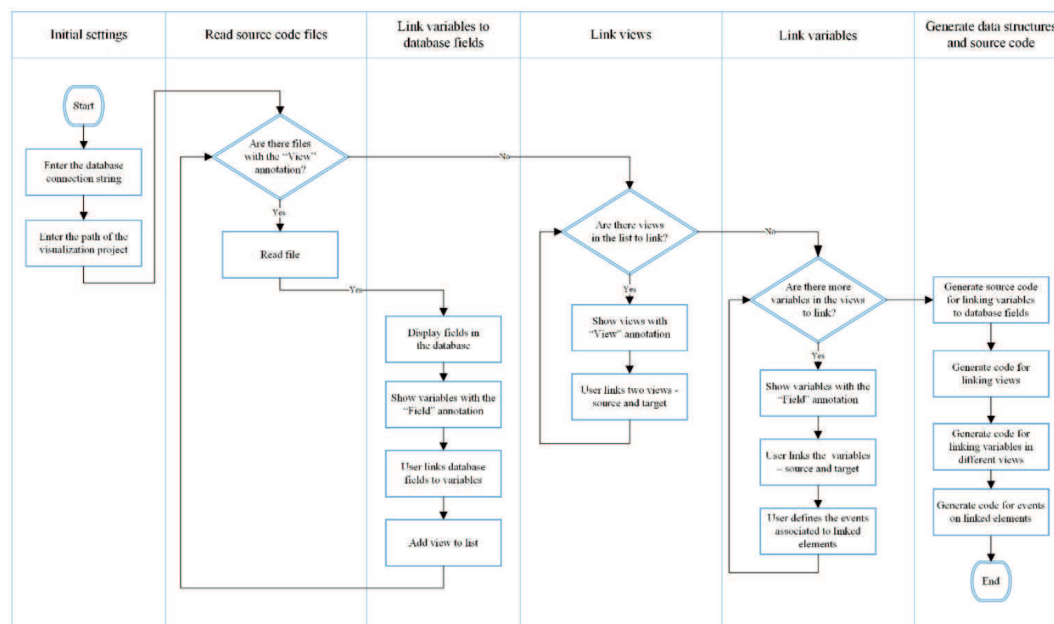 Initial settings
Read source code files
Link variables to
database fields
Link views
Link variables
Generate data structures
and source code
Start
Enter the database
connection string
Enter the path of the
visualization project
Are there files
with the “View”
annotation?
No
Yes
Read file
Yes
Display fields in
the database
Show variables with the
“Field” annotation
User links database
fields to variables
Add view to list
Are there views
in the list to link?
No
Yes
Show views with
“View” annotation
User links two views -
source and target
Are there more
variables in the views
to link?
Yes
Show variables with the
“Field” annotation
User links the variables
– source and target
User defines the events
associated to linked
elements
Generate source code
for linking variables
to database fields
Generate code for
linking views
Generate code for
linking variables in
different views
Generate code for events
on linked elements
End